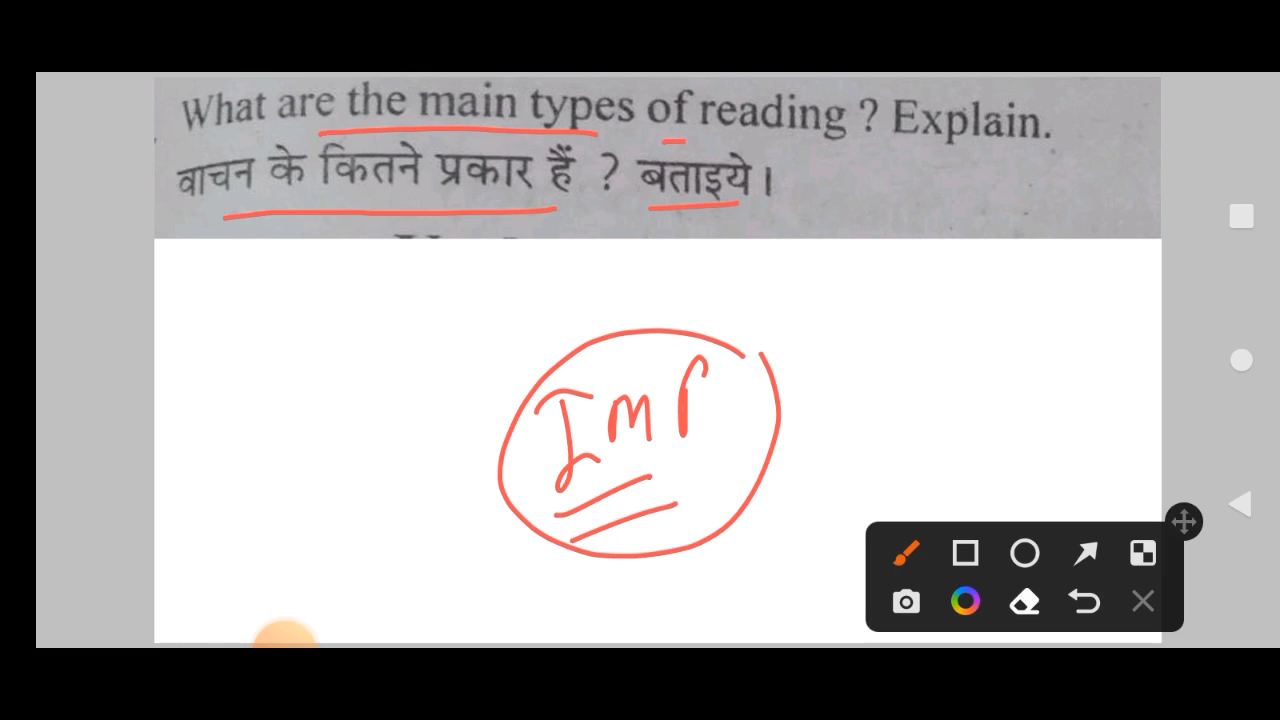 What are the main types of reading ? Explain.
वाचन के कितने प्रकार हैं ? बताइये।
Imp